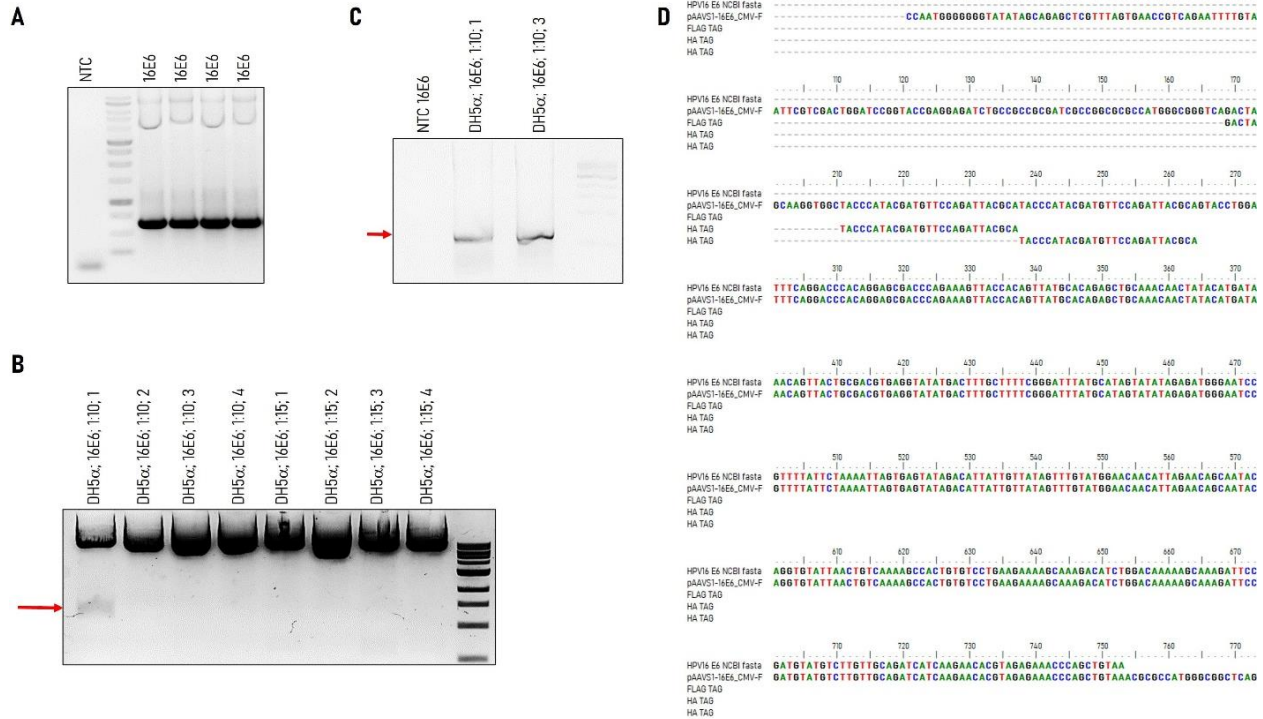 A
NTC
16E6
16E6
16E6
16E6
B
DH5α; 16E6; 1:10; 1
DH5α; 16E6; 1:10; 2
DH5α; 16E6; 1:10; 3
DH5α; 16E6; 1:10; 4
DH5α; 16E6; 1:15; 1
DH5α; 16E6; 1:15; 2
DH5α; 16E6; 1:15; 3
DH5α; 16E6; 1:15; 4
C
NTC 16E6
DH5α; 16E6; 1:10; 1
DH5α; 16E6; 1:10; 3
D
HPV16 E6 NCBI fasta
pAAVS1-16E6_CMV-F CCAATGGGGGGGTATATAGCAGAGCTCGTTTAGTGAACCGTCAGAATTTTGTA
FLAG TAG
HA TAG
HA TAG
110 120 130 140 150 160 170
HPV16 E6 NCBI fasta
pAAVS1-16E6_CMV-F ATTCGTCGACTGGATCCGGTACCGAGGAGATCTGCCGCCGCGATCGCCGGCGCGCCATGGGCGGGTCAGACTA
FLAG TAG GACTA
HA TAG
HA TAG
210 220 230 240 250 260 270
HPV16 E6 NCBI fasta
pAAVS1-16E6_CMV-F GCAAGGTGGCTACCCATACGATGTTCCAGATTACGCATACCCATACGATGTTCCAGATTACGCAGTACCTGGA
FLAG TAG
HA TAG TACCCATACGATGTTCCAGATTACGCA
HA TAG TACCCATACGATGTTCCAGATTACGCA
310 320 330 340 350 360 370
HPV16 E6 NCBI fasta TTTCAGGACCCACAGGAGCGACCCAGAAAGTTACCACAGTTATGCACAGAGCTGCAAACAACTATACATGATA
pAAVS1-16E6_CMV-F TTTCAGGACCCACAGGAGCGACCCAGAAAGTTACCACAGTTATGCACAGAGCTGCAAACAACTATACATGATA
FLAG TAG
HA TAG
HA TAG
410 420 430 440 450 460 470
HPV16 E6 NCBI fasta AACAGTTACTGCGACGTGAGGTATATGACTTTGCTTTTCGGGATTTATGCATAGTATATAGAGATGGGAATCC
pAAVS1-16E6_CMV-F AACAGTTACTGCGACGTGAGGTATATGACTTTGCTTTTCGGGATTTATGCATAGTATATAGAGATGGGAATCC
FLAG TAG
HA TAG
HA TAG
510 520 530 540 550 560 570
HPV16 E6 NCBI fasta GTTTTATTCTAAAATTAGTGAGTATAGACATTATTGTTATAGTTTGTATGGAACAACATTAGAACAGCAATAC
pAAVS1-16E6_CMV-F GTTTTATTCTAAAATTAGTGAGTATAGACATTATTGTTATAGTTTGTATGGAACAACATTAGAACAGCAATAC
FLAG TAG
HA TAG
HA TAG
610 620 630 640 650 660 670
HPV16 E6 NCBI fasta AGGTGTATTAACTGTCAAAAGCCACTGTGTCCTGAAGAAAAGCAAAGACATCTGGACAAAAAGCAAAGATTCC
pAAVS1-16E6_CMV-F AGGTGTATTAACTGTCAAAAGCCACTGTGTCCTGAAGAAAAGCAAAGACATCTGGACAAAAAGCAAAGATTCC
FLAG TAG
HA TAG
HA TAG
710 720 730 740 750 760 770
HPV16 E6 NCBI fasta GATGTATGTCTTGTTGCAGATCATCAAGAACACGTAGAGAAACCCAGCTGTAA
pAAVS1-16E6_CMV-F GATGTATGTCTTGTTGCAGATCATCAAGAACACGTAGAGAAACCCAGCTGTAAACGCGCCATGGGCGGCTCAG
FLAG TAG
HA TAG
HA TAG